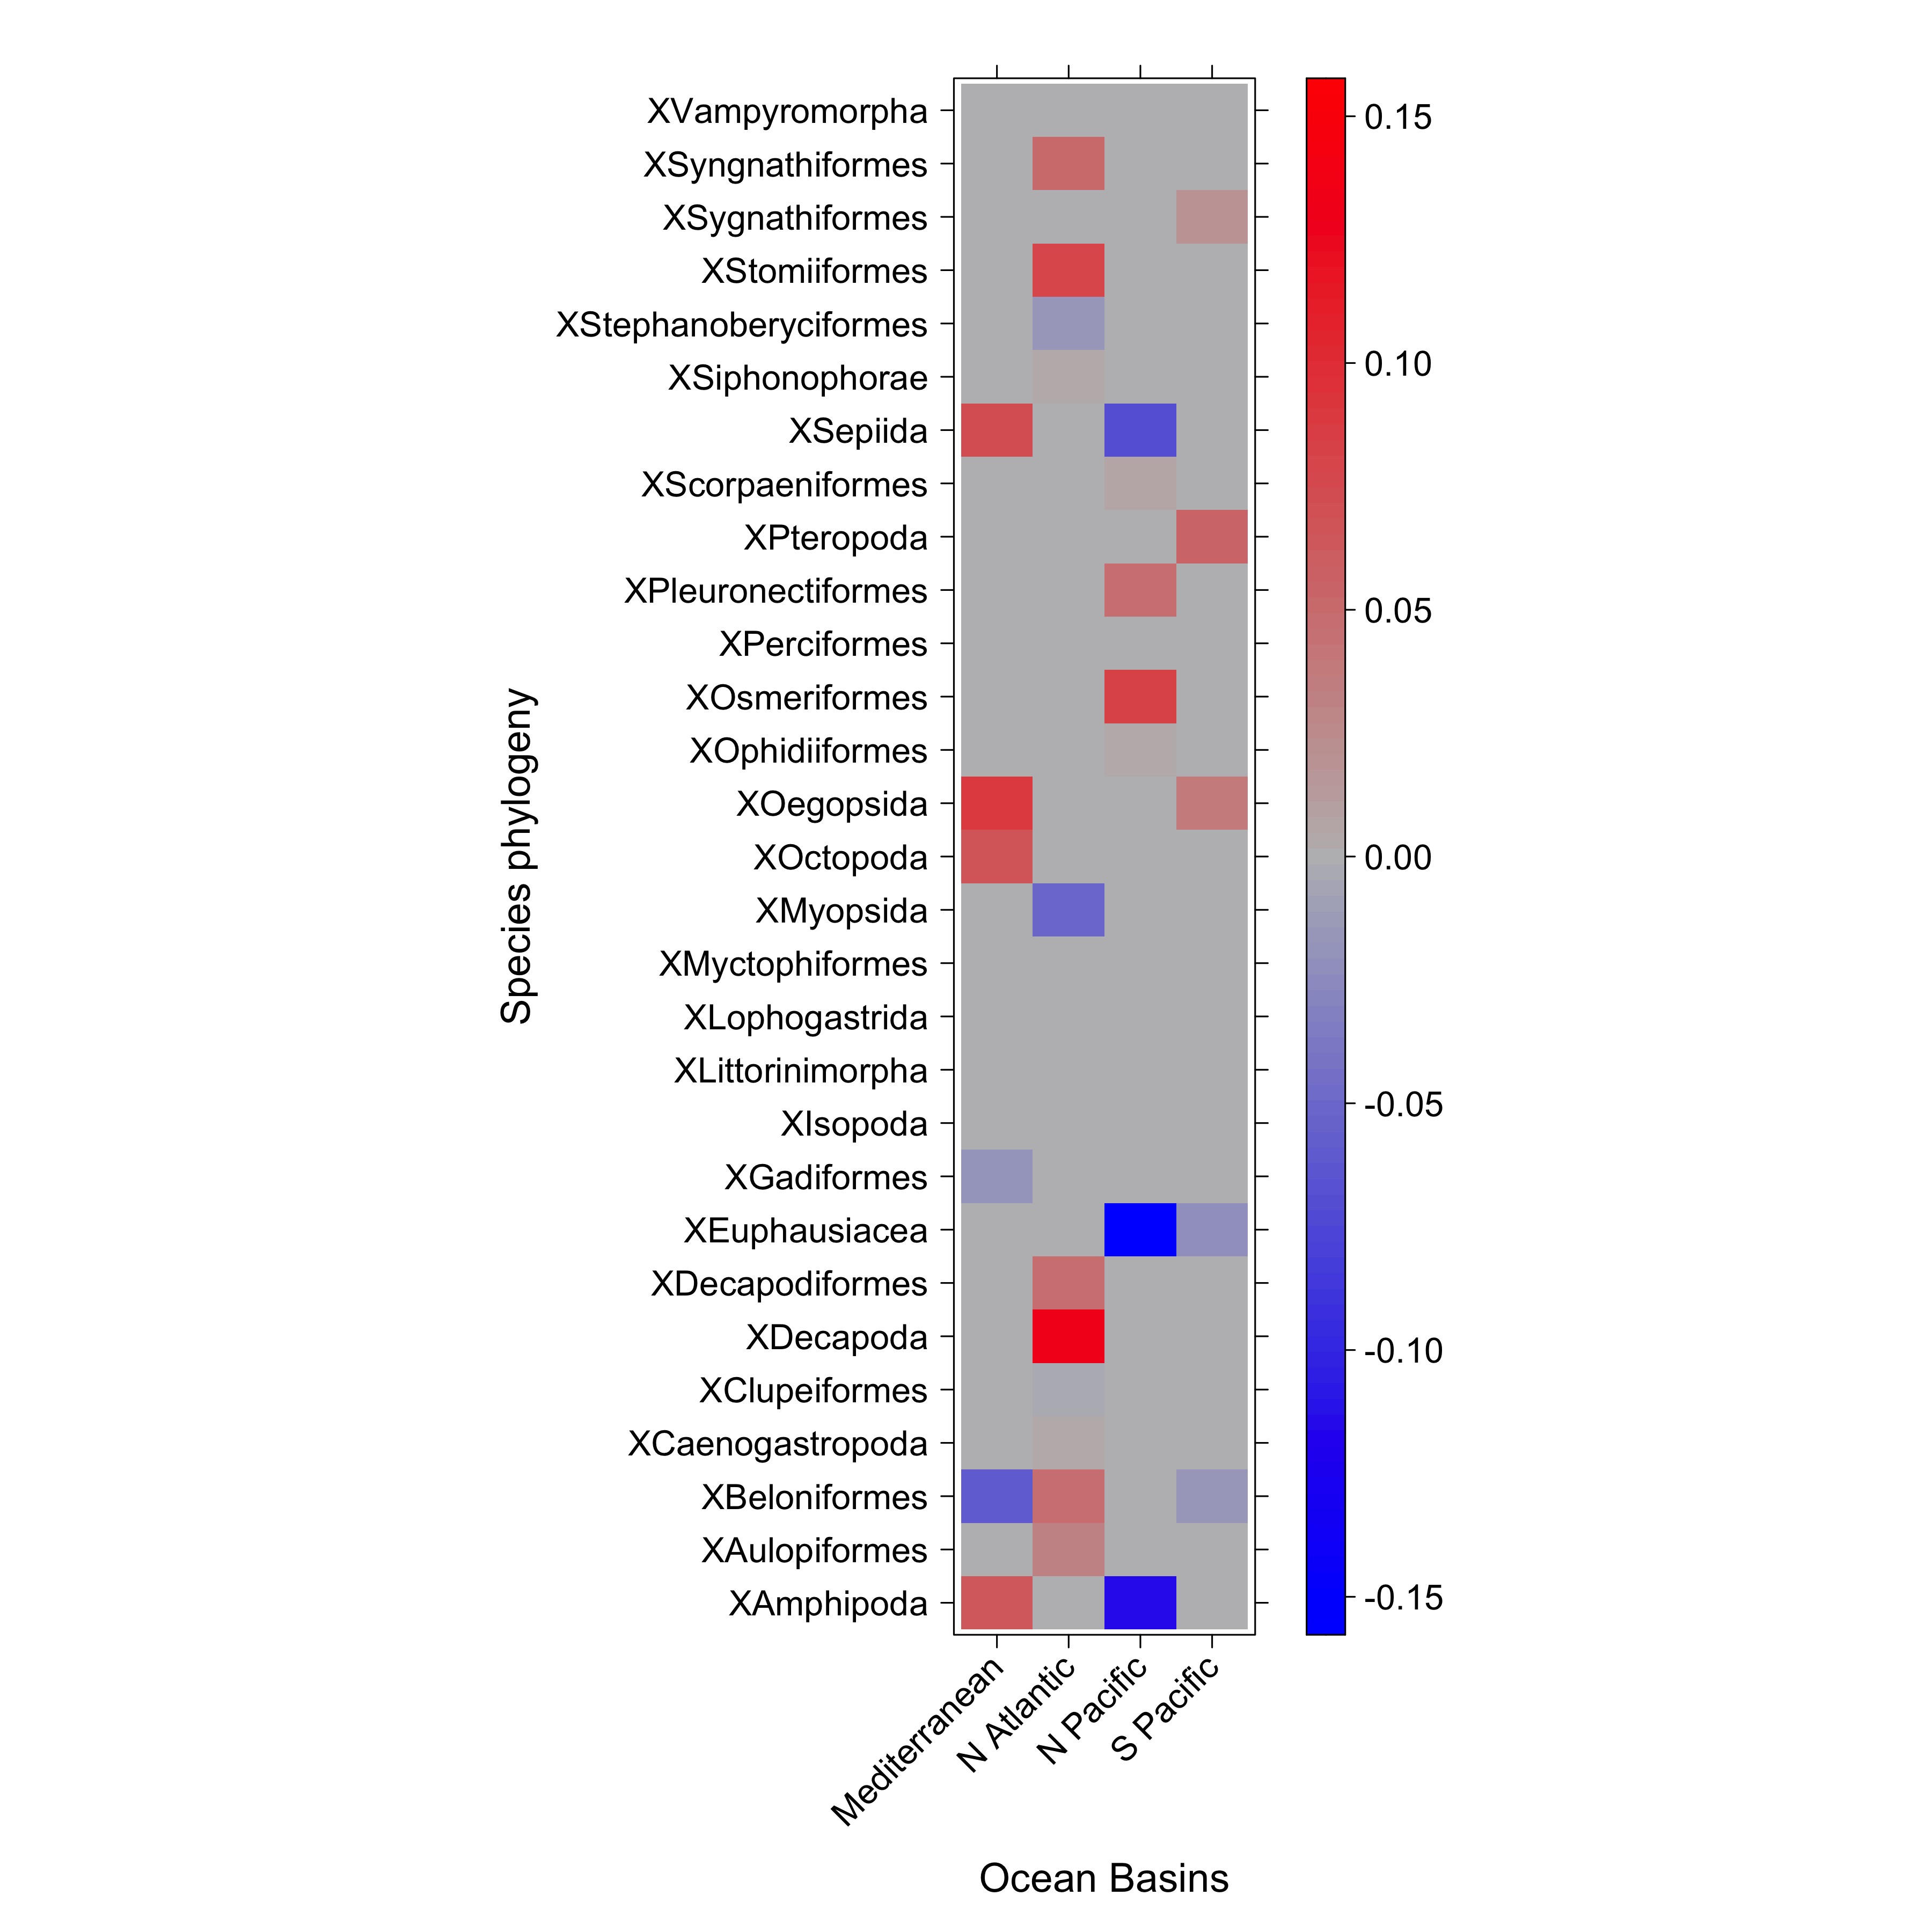 XVampyromorpha
XSyngnathiformes
XSygnathiformes
XStomiiformes
XStephanoberyciformes
XSiphonophorae
XSepiida
XScorpaeniformes
XPteropoda
XPleuronectiformes
XPerciformes
XOsmeriformes
XOphidiiformes
XOegopsida
XOctopoda
XMyopsida
XMyctophiformes
XLophogastrida
XLittorinimorpha
XIsopoda
XGadiformes
XEuphausiacea
XDecapodiformes
XDecapoda
XClupeiformes
XCaenogastropoda
XBeloniformes
XAulopiformes
XAmphipoda
Species phylogeny
Mediterranean
N Atlantic
N Pacific
S Pacific
Ocean Basins
0.15
0.10
0.05
0.00
-0.05
-0.10
-0.15